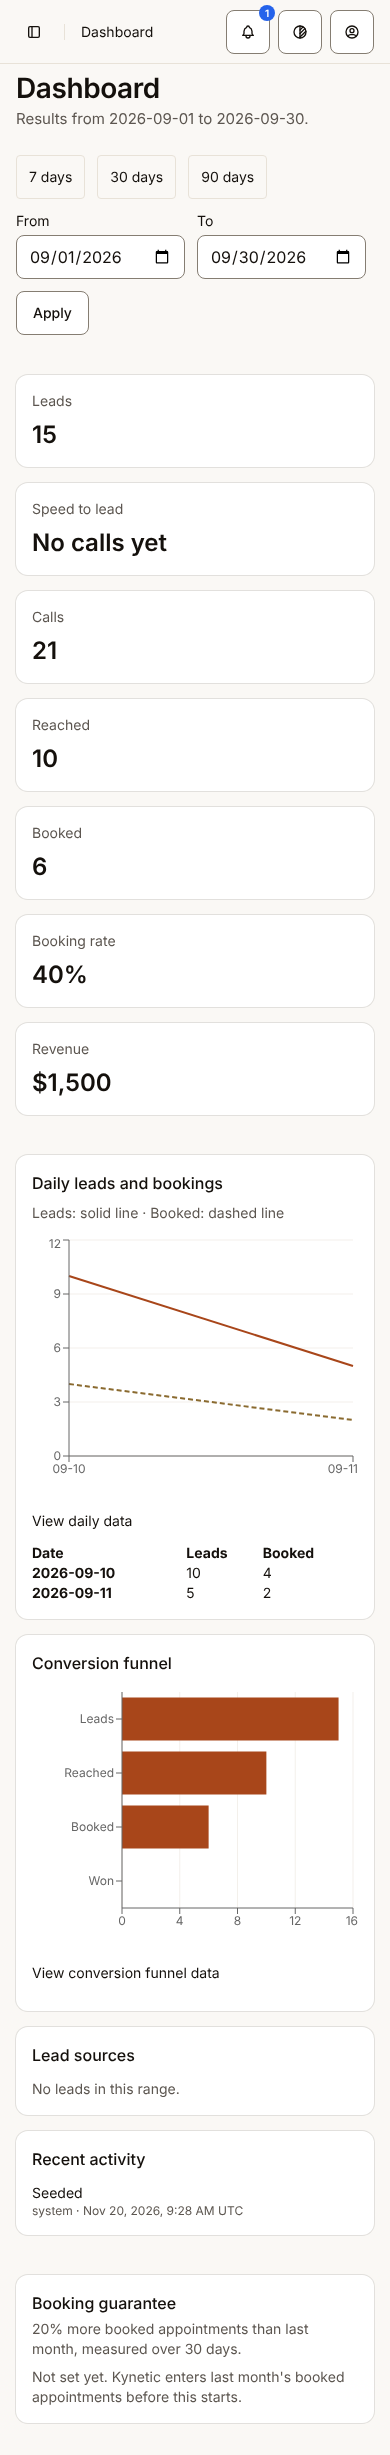 Dashboard
1
Dashboard
Results from 2026-09-01 to 2026-09-30.
7 days
30 days
90 days
From
To
09/01/2026
09/30/2026
Apply
Leads
15
Speed to lead
No calls yet
Calls
21
Reached
10
Booked
6
Booking rate
40%
Revenue
$1,500
Daily leads and bookings
Leads: solid line · Booked: dashed line
12
9
6
3
0
09-10
09-11
View daily data
Date Leads Booked
2026-09-10 10 4
2026-09-11 5 2
Conversion funnel
Leads
Reached
Booked
Won
0 4 8 12 16
View conversion funnel data
Lead sources
No leads in this range.
Recent activity
Seeded
system · Nov 20, 2026, 9:28 AM UTC
Booking guarantee
20% more booked appointments than last
month, measured over 30 days.
Not set yet. Kynetic enters last month's booked
appointments before this starts.